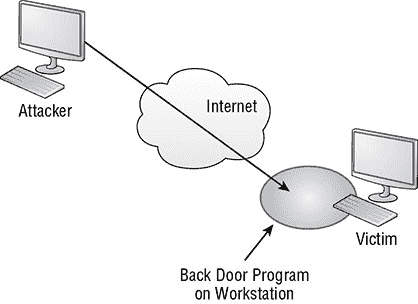 Attacker
Internet
Victim
Back Door Program
on Workstation